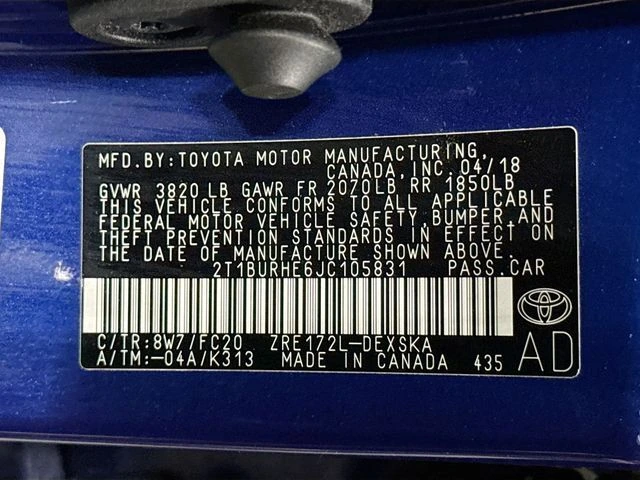 MFD. BY: TOYOTA MOTOR MANUFACTURING,
CANADA, INC. 04/18
GVWR 3820 LB GAWR FR 2070LB RR 1850LB
THIS VEHICLE CONFORMS TO ALL APPLICABLE
FEDERAL MOTOR VEHICLE SAFETY, BUMPER, AND
THEFT PREVENTION STANDARDS IN EFFECT ON
THE DATE OF MANUFACTURE SHOWN ABOVE.
2T1BURHE6JC105831 PASS. CAR
C/TR: 8W7/FC20 ZRE172L-DEXSKA
A/TM: -04A/K313 MADE IN CANADA 435
AD